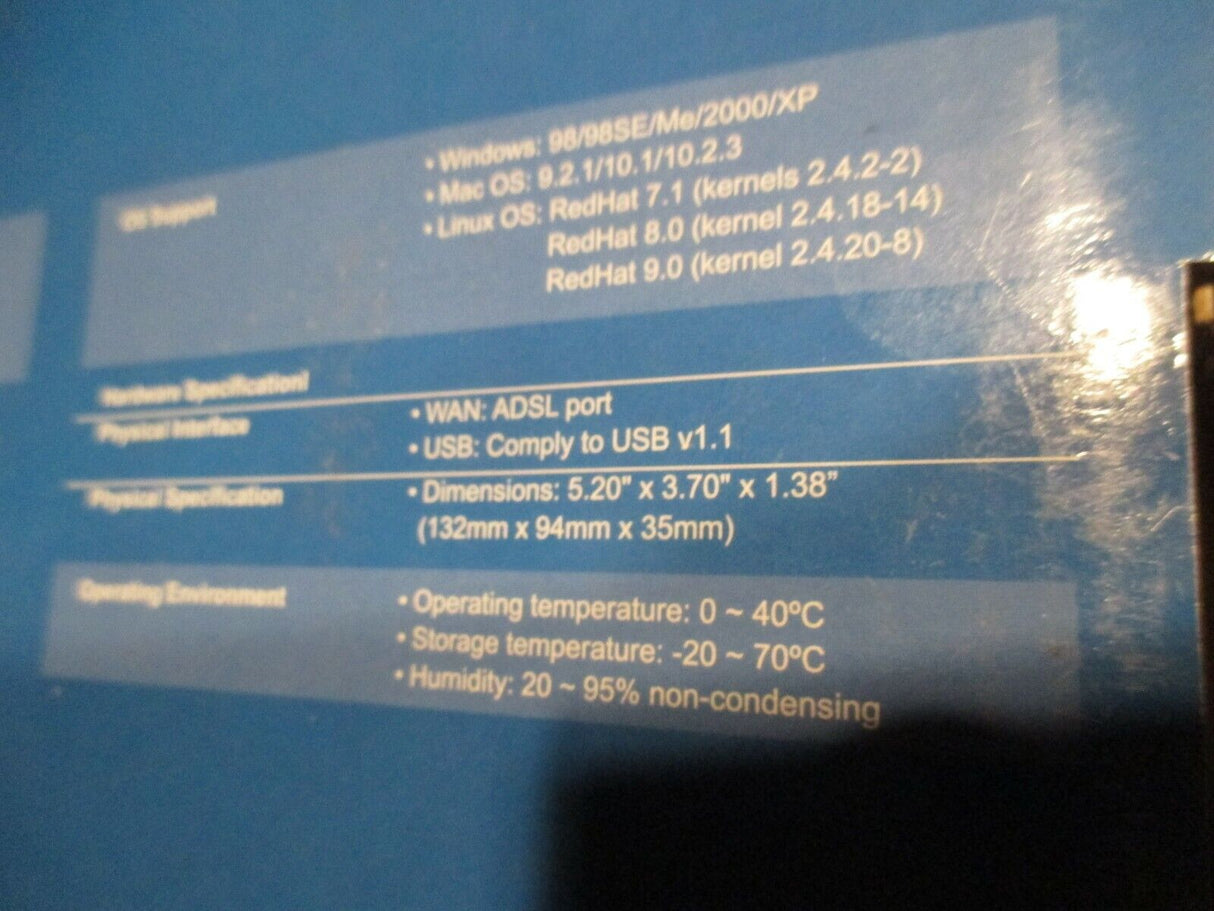 OS Support
• Windows: 98/98SE/Me/2000/XP
• Mac OS: 9.2.1/10.1/10.2.3
• Linux OS: RedHat 7.1 (kernels 2.4.2-2)
RedHat 8.0 (kernel 2.4.18-14)
RedHat 9.0 (kernel 2.4.20-8)
Hardware Specification/
Physical Interface
• WAN: ADSL port
• USB: Comply to USB v1.1
Physical Specification
• Dimensions: 5.20" x 3.70" x 1.38”
(132mm x 94mm x 35mm)
Operating Environment
• Operating temperature: 0 ~ 40ºC
• Storage temperature: -20 ~ 70ºC
• Humidity: 20 ~ 95% non-condensing